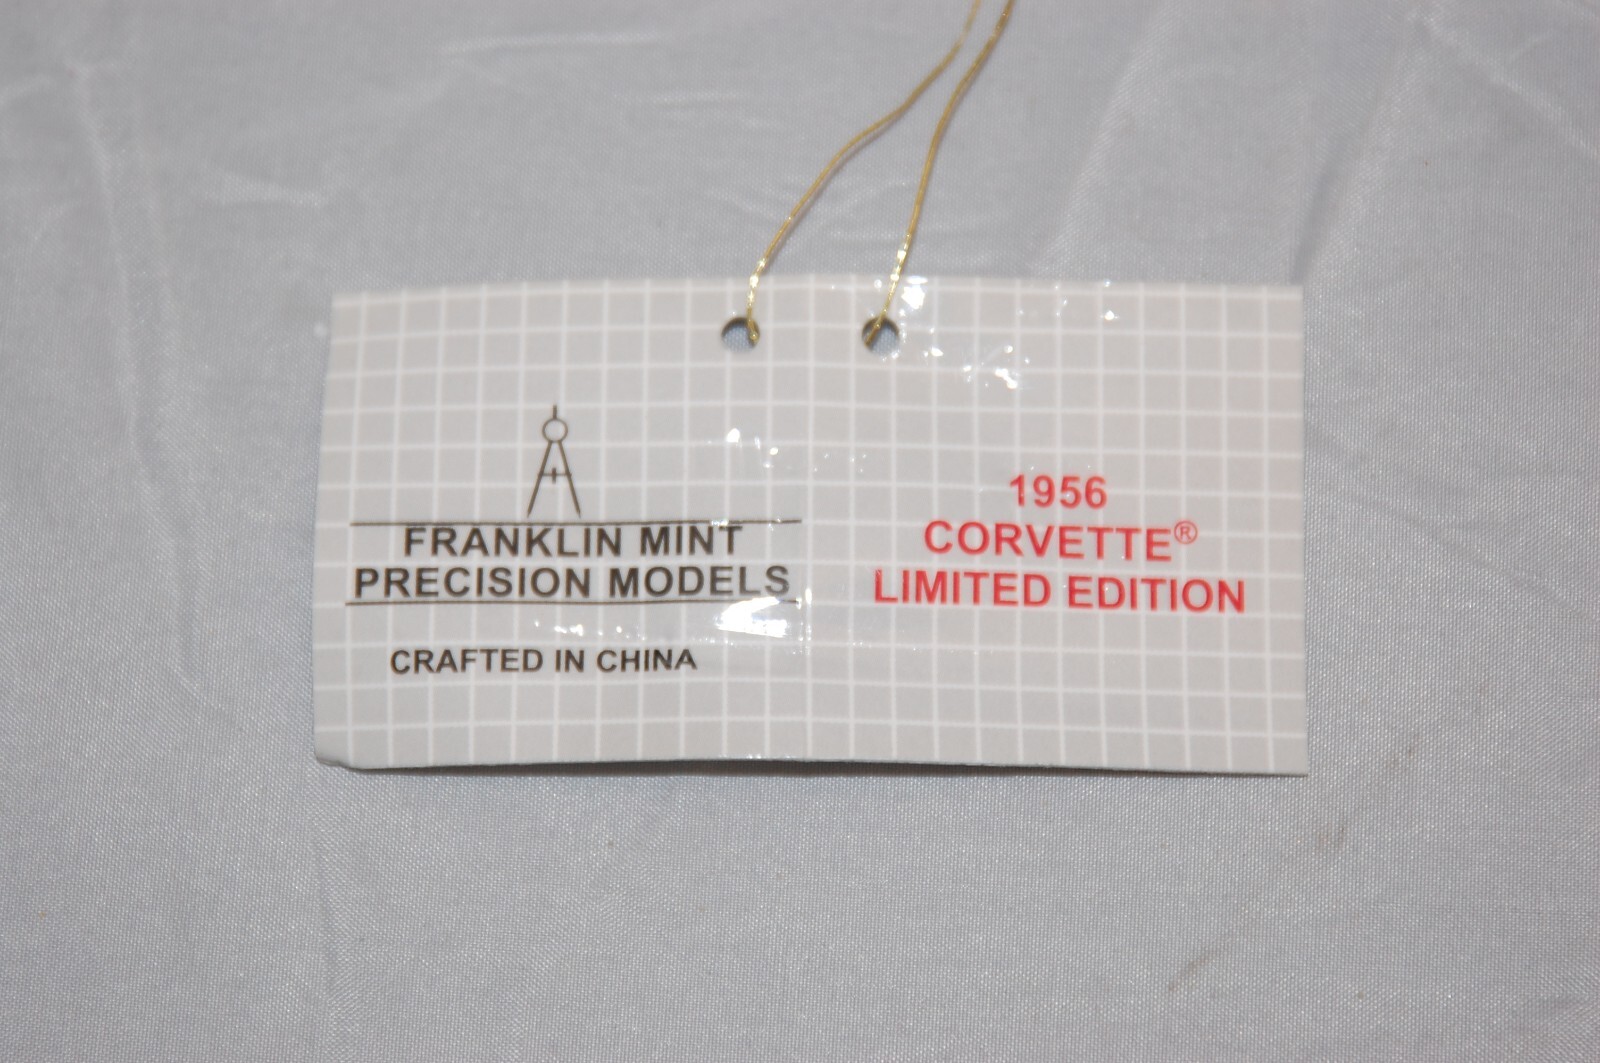 FRANKLIN MINT
PRECISION MODELS
CRAFTED IN CHINA
1956
CORVETTE®
LIMITED EDITION